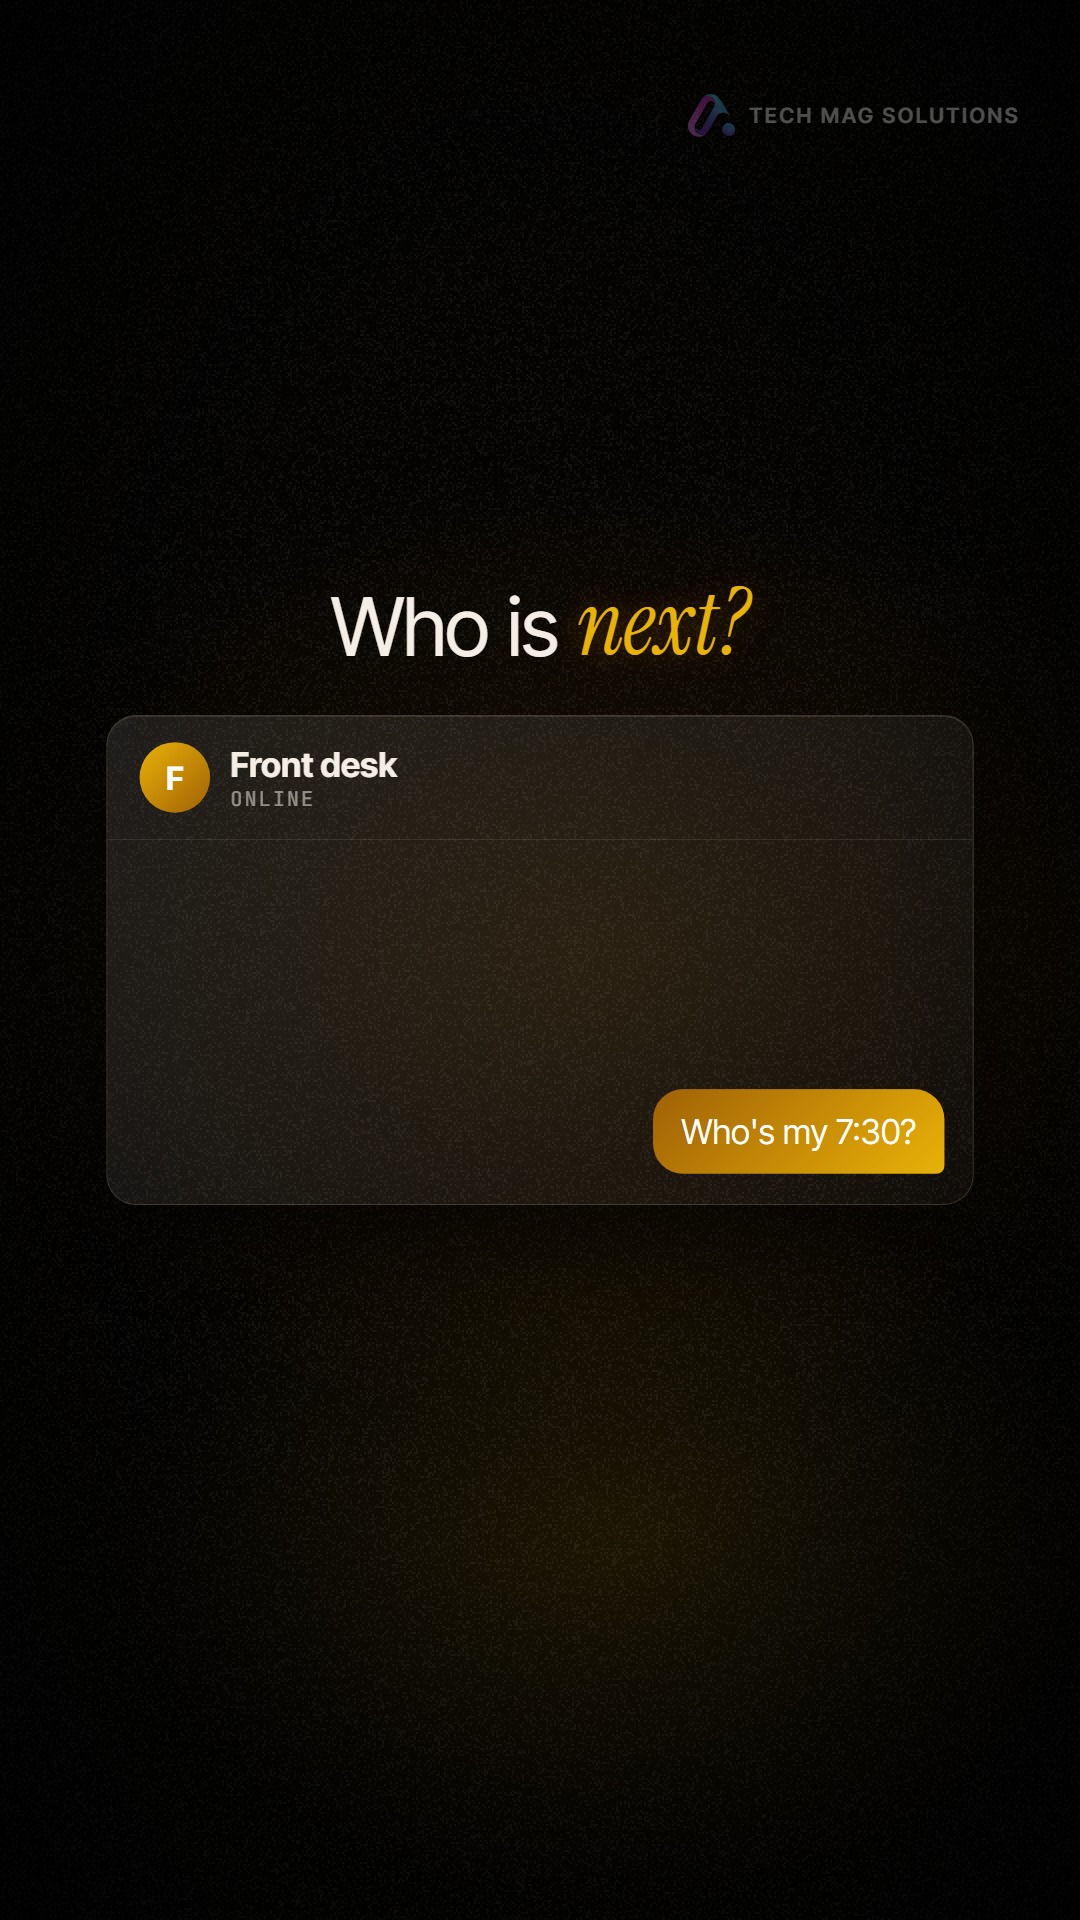 TECH MAG SOLUTIONS
Who is next?
F
Front desk
ONLINE
Who's my 7:30?